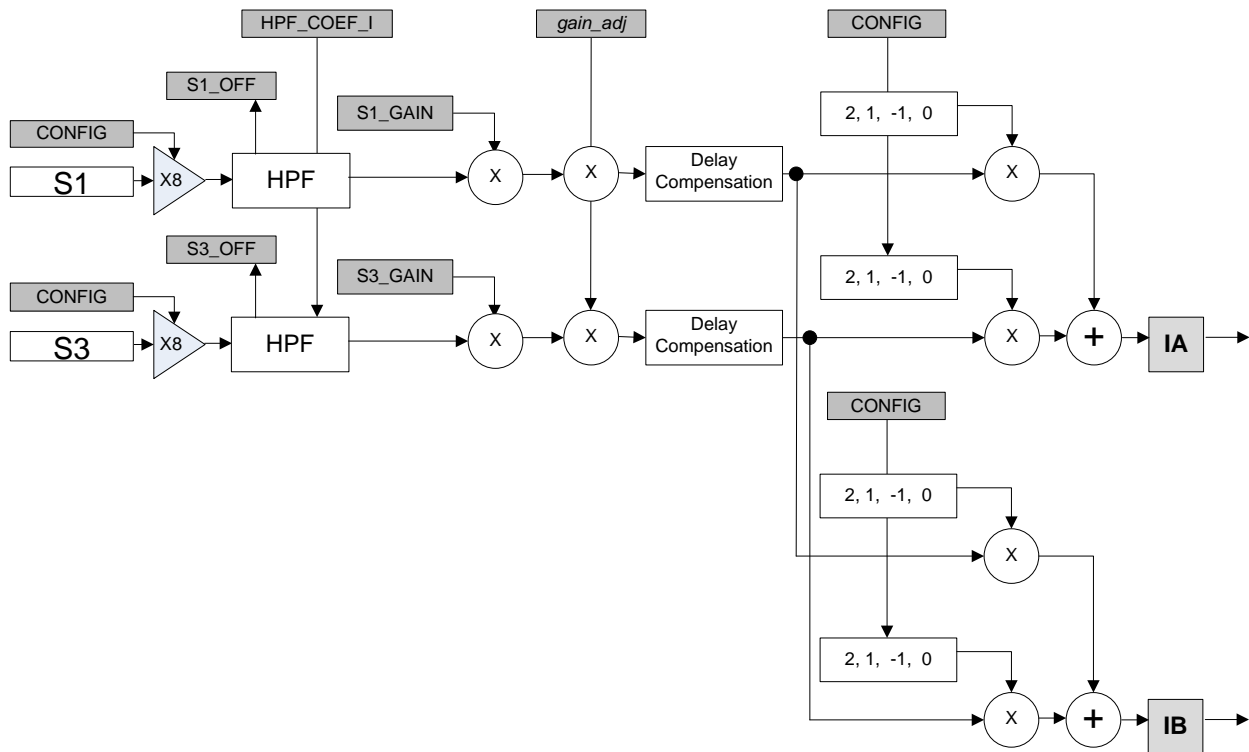 HPF_COEF_I
gain_adj
CONFIG
S1_OFF
S1_GAIN
2, 1, -1, 0
CONFIG
S1
X8
HPF
X
X
Delay
Compensation
X
S3_OFF
S3_GAIN
2, 1, -1, 0
CONFIG
S3
X8
HPF
X
X
Delay
Compensation
X
+
IA
CONFIG
2, 1, -1, 0
X
2, 1, -1, 0
X
+
IB